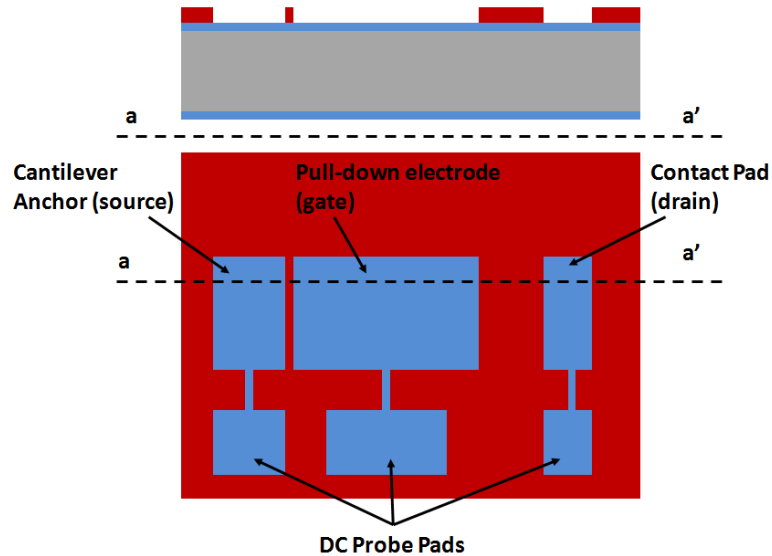 a
a’
Cantilever
Anchor (source)
Pull-down electrode
(gate)
Contact Pad
(drain)
a
a’
DC Probe Pads